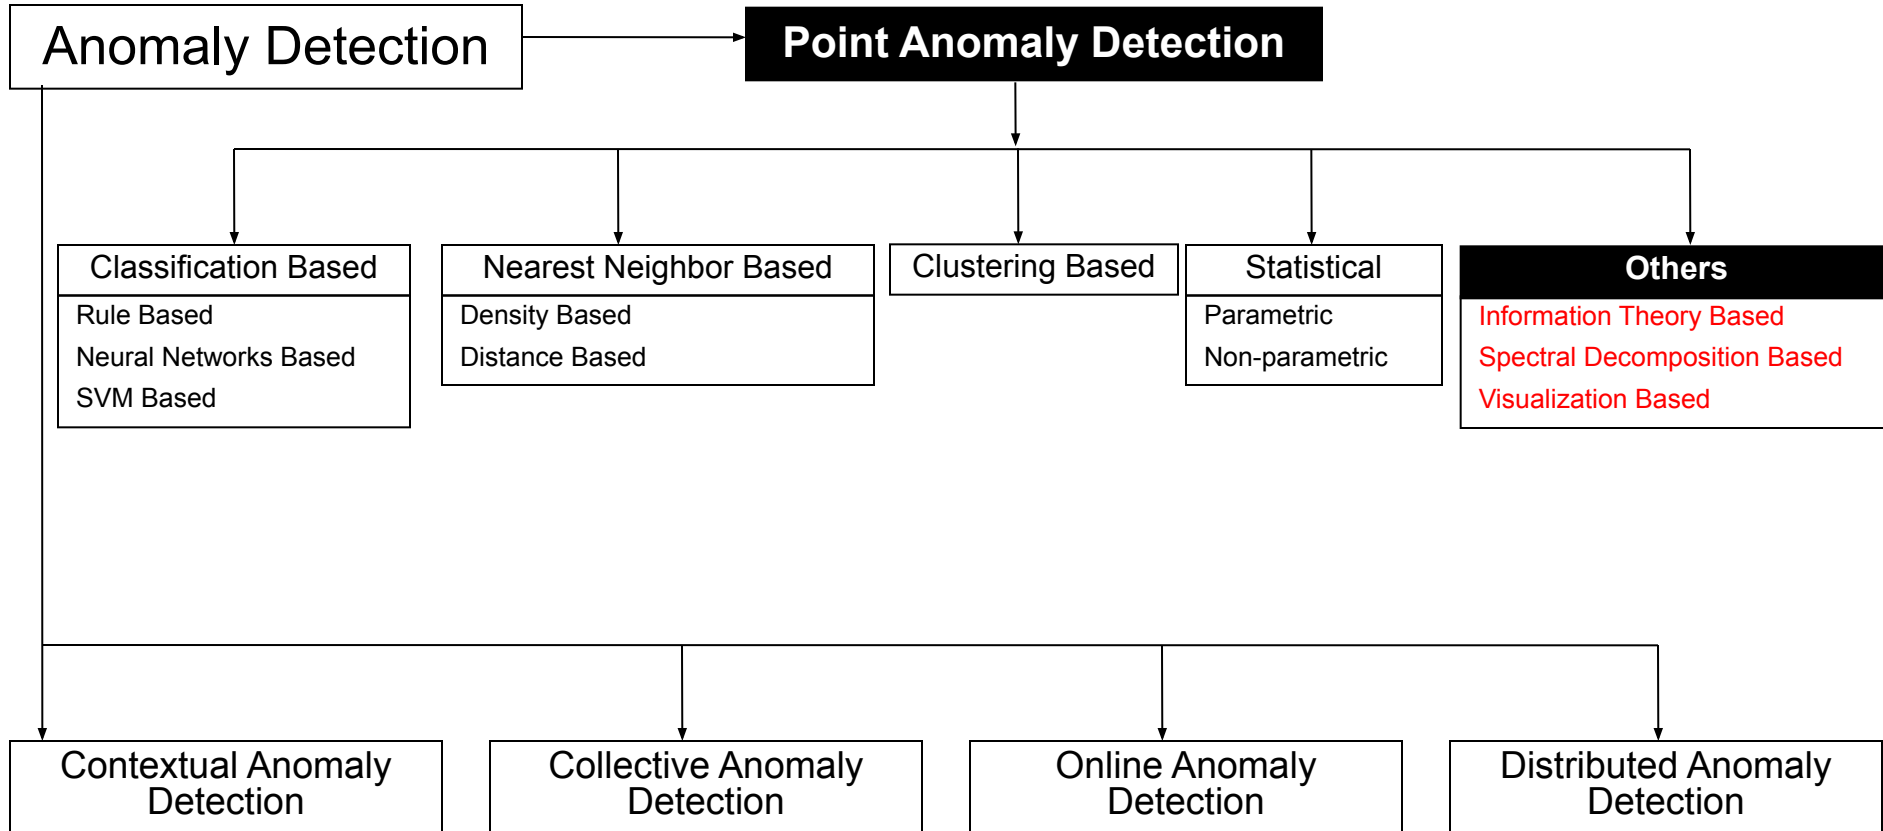 Anomaly Detection
Point Anomaly Detection
Classification Based
Rule Based
Neural Networks Based
SVM Based
Nearest Neighbor Based
Density Based
Distance Based
Clustering Based
Statistical
Parametric
Non-parametric
Others
Information Theory Based
Spectral Decomposition Based
Visualization Based
Contextual Anomaly
Detection
Collective Anomaly
Detection
Online Anomaly
Detection
Distributed Anomaly
Detection